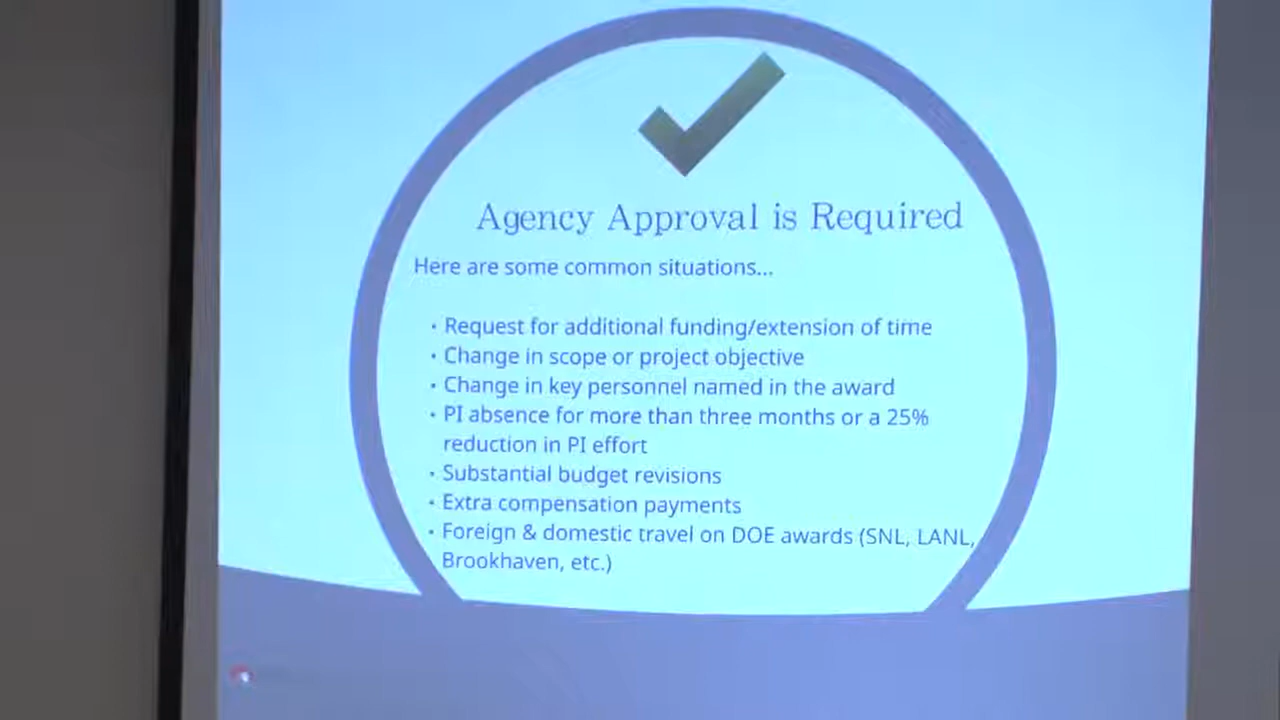 Agency Approval is Required
Here are some common situations...
• Request for additional funding/extension of time
• Change in scope or project objective
• Change in key personnel named in the award
• PI absence for more than three months or a 25%
reduction in PI effort
• Substantial budget revisions
• Extra compensation payments
• Foreign & domestic travel on DOE awards (SNL, LANL,
Brookhaven, etc.)